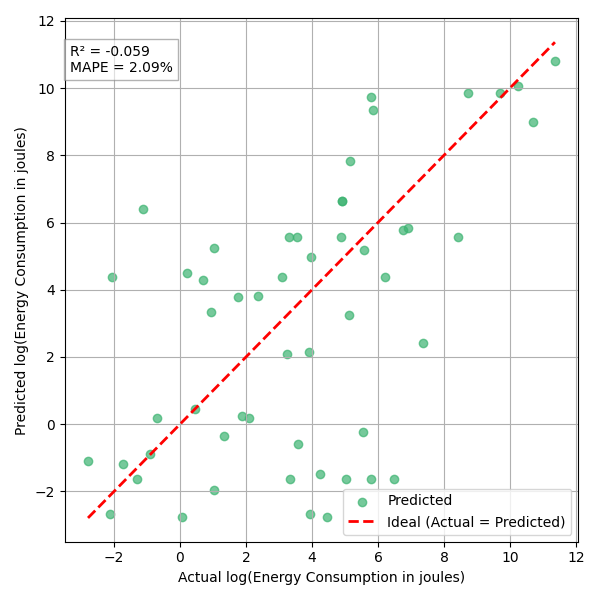 R² = -0.059
MAPE = 2.09%
12
10
8
6
4
2
0
−2
Predicted log(Energy Consumption in joules)
Predicted
Ideal (Actual = Predicted)
−2 0 2 4 6 8 10 12
Actual log(Energy Consumption in joules)